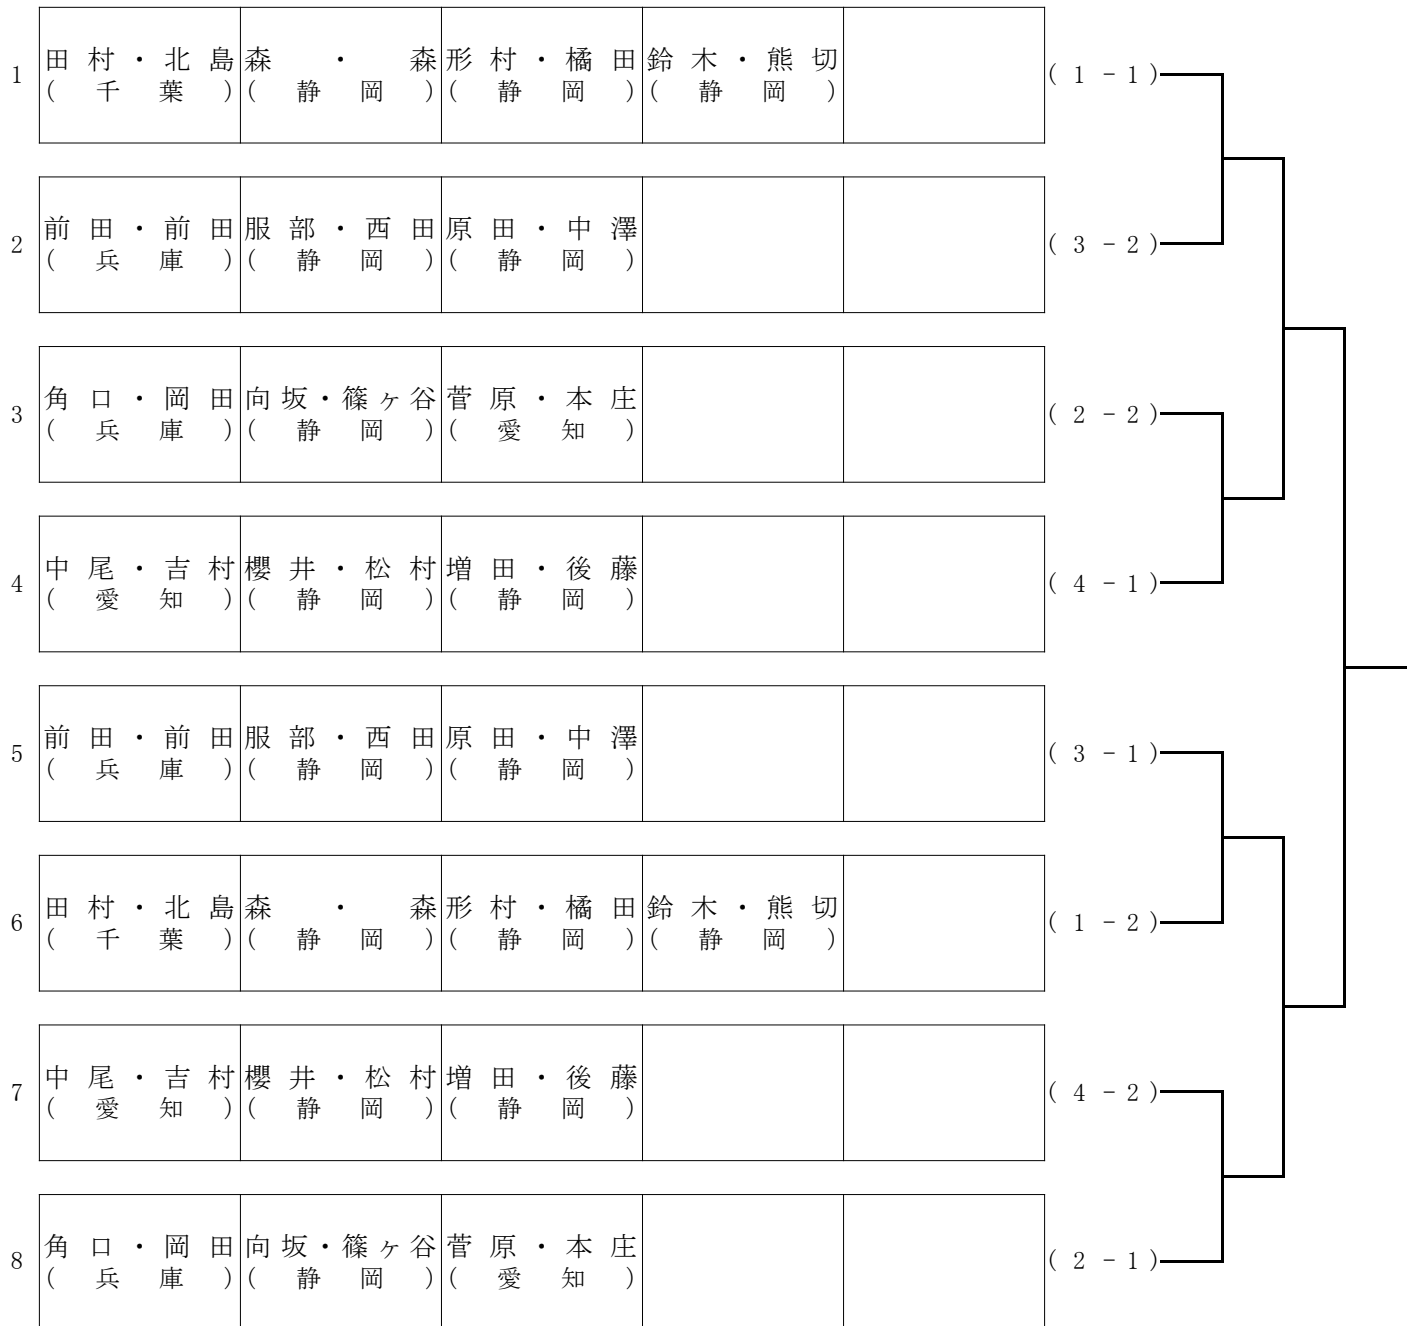 1 田村・北島 森・森 形村・橘田 鈴木・熊切 (1-1)
(千葉) (静岡) (静岡) (静岡)
2 前田・前田 服部・西田 原田・中澤 (3-2)
(兵庫) (静岡) (静岡)
3 角口・岡田 向坂・篠ヶ谷 菅原・本庄 (2-2)
(兵庫) (静岡) (愛知)
4 中尾・吉村 櫻井・松村 増田・後藤 (4-1)
(愛知) (静岡) (静岡)
5 前田・前田 服部・西田 原田・中澤 (3-1)
(兵庫) (静岡) (静岡)
6 田村・北島 森・森 形村・橘田 鈴木・熊切 (1-2)
(千葉) (静岡) (静岡) (静岡)
7 中尾・吉村 櫻井・松村 増田・後藤 (4-2)
(愛知) (静岡) (静岡)
8 角口・岡田 向坂・篠ヶ谷 菅原・本庄 (2-1)
(兵庫) (静岡) (愛知)